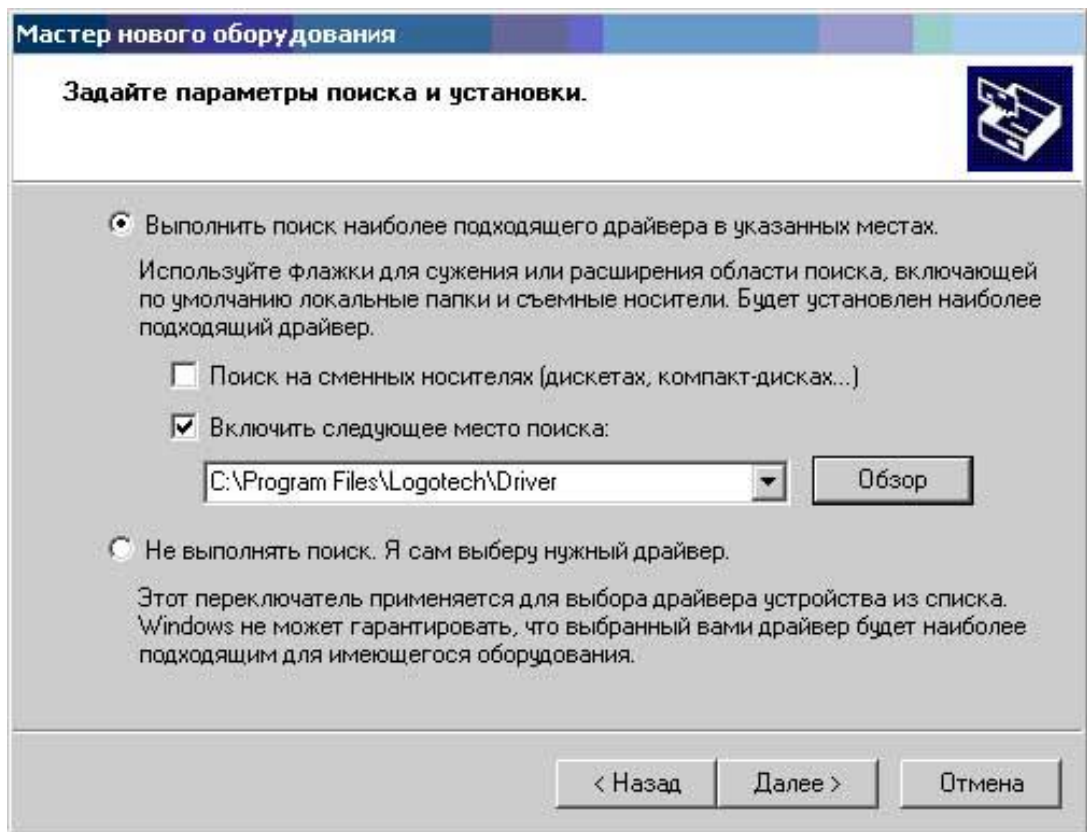 Мастер нового оборудования
Задайте параметры поиска и установки.
Выполнить поиск наиболее подходящего драйвера в указанных местах.
Используйте флажки для сужения или расширения области поиска, включающей
по умолчанию локальные папки и съемные носители. Будет установлен наиболее
подходящий драйвер.
Поиск на сменных носителях (дискетах, компакт-дисках...)
Включить следующее место поиска:
C:\Program Files\Logotech\Driver
Обзор
Не выполнять поиск. Я сам выберу нужный драйвер.
Этот переключатель применяется для выбора драйвера устройства из списка.
Windows не может гарантировать, что выбранный вами драйвер будет наиболее
подходящим для имеющегося оборудования.
< Назад Далее > Отмена